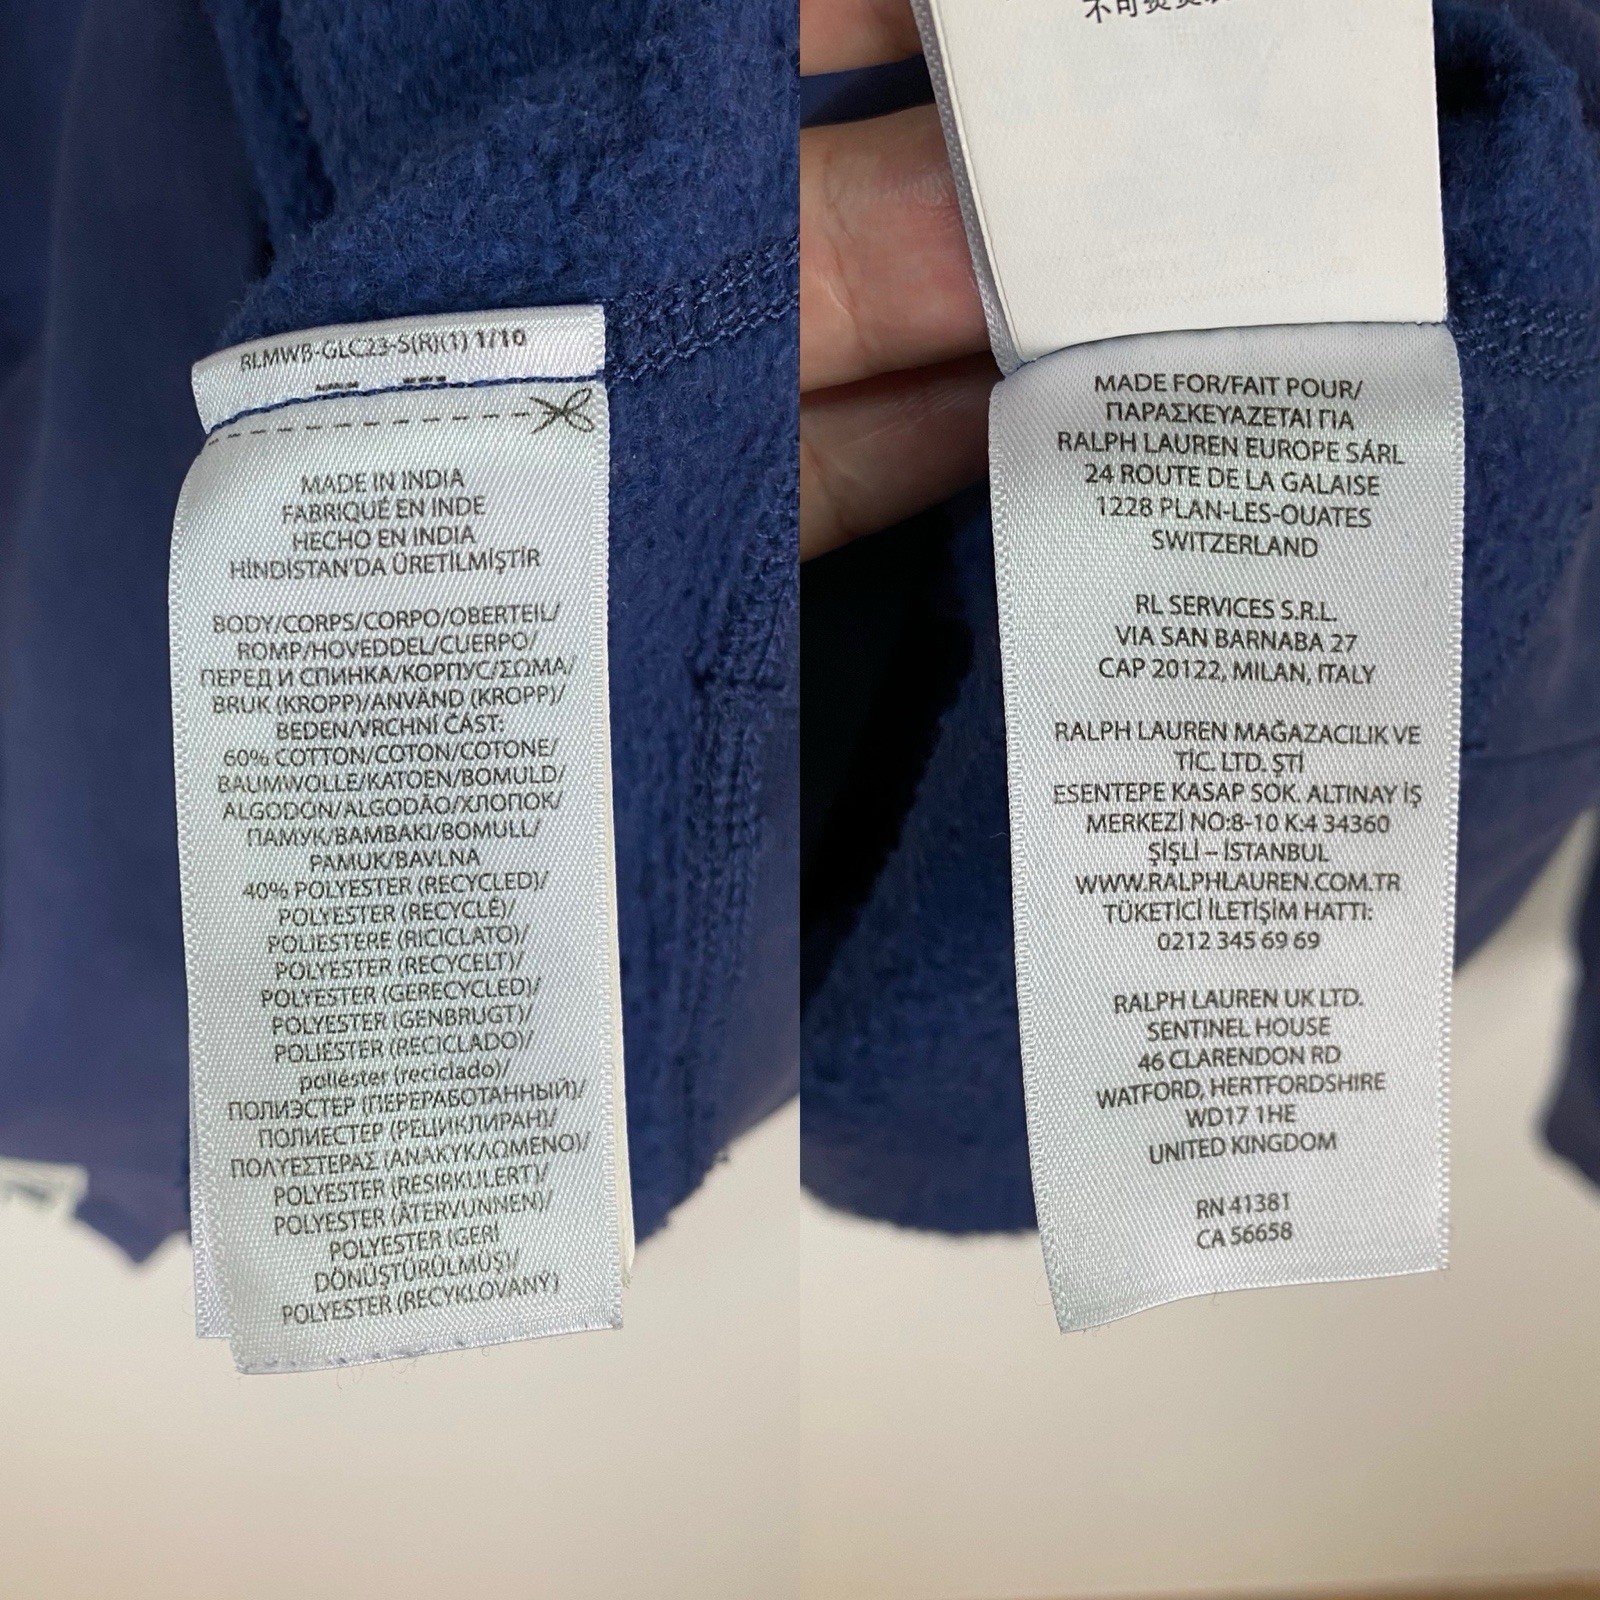 RLMWB-GLC23-S(R)(1) 1/10
MADE IN INDIA
FABRIQUÉ EN INDE
HECHO EN INDIA
HİNDİSTAN'DA ÜRETİLMİŞTİR
BODY/CORPS/CORPO/OBERTEIL/
ROMP/HOVEDDEL/CUERPO/
ПЕРЕД И СПИНКА/КОРПУС/ΣΩΜΑ/
BRUK (KROPP)/ANVÄND (KROPP)/
BEDEN/VRCHNÍ ČÁST:
60% COTTON/COTON/COTONE/
BAUMWOLLE/KATOEN/BOMULD/
ALGODÓN/ALGODÃO/ХЛОПОК/
ПАМУК/ΒΑΜΒΑΚΙ/BOMULL/
PAMUK/BAVLNA
40% POLYESTER (RECYCLED)/
POLYESTER (RECYCLÉ)/
POLIESTERE (RICICLATO)/
POLYESTER (RECYCELT)/
POLYESTER (GERECYCLED)/
POLYESTER (GENBRUGT)/
POLIÉSTER (RECICLADO)/
poliéster (reciclado)/
ПОЛИЭСТЕР (ПЕРЕРАБОТАННЫЙ)/
ПОЛИЕСТЕР (РЕЦИКЛИРАН)/
ΠΟΛΥΕΣΤΕΡΑΣ (ΑΝΑΚΥΚΛΩΜΕΝΟ)/
POLYESTER (RESIRKULERT)/
POLYESTER (ÅTERVUNNEN)/
POLYESTER (GERİ
DÖNÜŞTÜRÜLMÜŞ)/
POLYESTER (RECYKLOVANÝ)
MADE FOR/FAIT POUR/
ΠΑΡΑΣΚΕΥΑΖΕΤΑΙ ΓΙΑ
RALPH LAUREN EUROPE SÁRL
24 ROUTE DE LA GALAISE
1228 PLAN-LES-OUATES
SWITZERLAND
RL SERVICES S.R.L.
VIA SAN BARNABA 27
CAP 20122, MILAN, ITALY
RALPH LAUREN MAĞAZACILIK VE
TİC. LTD. ŞTİ
ESENTEPE KASAP SOK. ALTINAY İŞ
MERKEZİ NO:8-10 K:4 34360
ŞİŞLİ – İSTANBUL
WWW.RALPHLAUREN.COM.TR
TÜKETİCİ İLETİŞİM HATTI:
0212 345 69 69
RALPH LAUREN UK LTD.
SENTINEL HOUSE
46 CLARENDON RD
WATFORD, HERTFORDSHIRE
WD17 1HE
UNITED KINGDOM
RN 41381
CA 56658